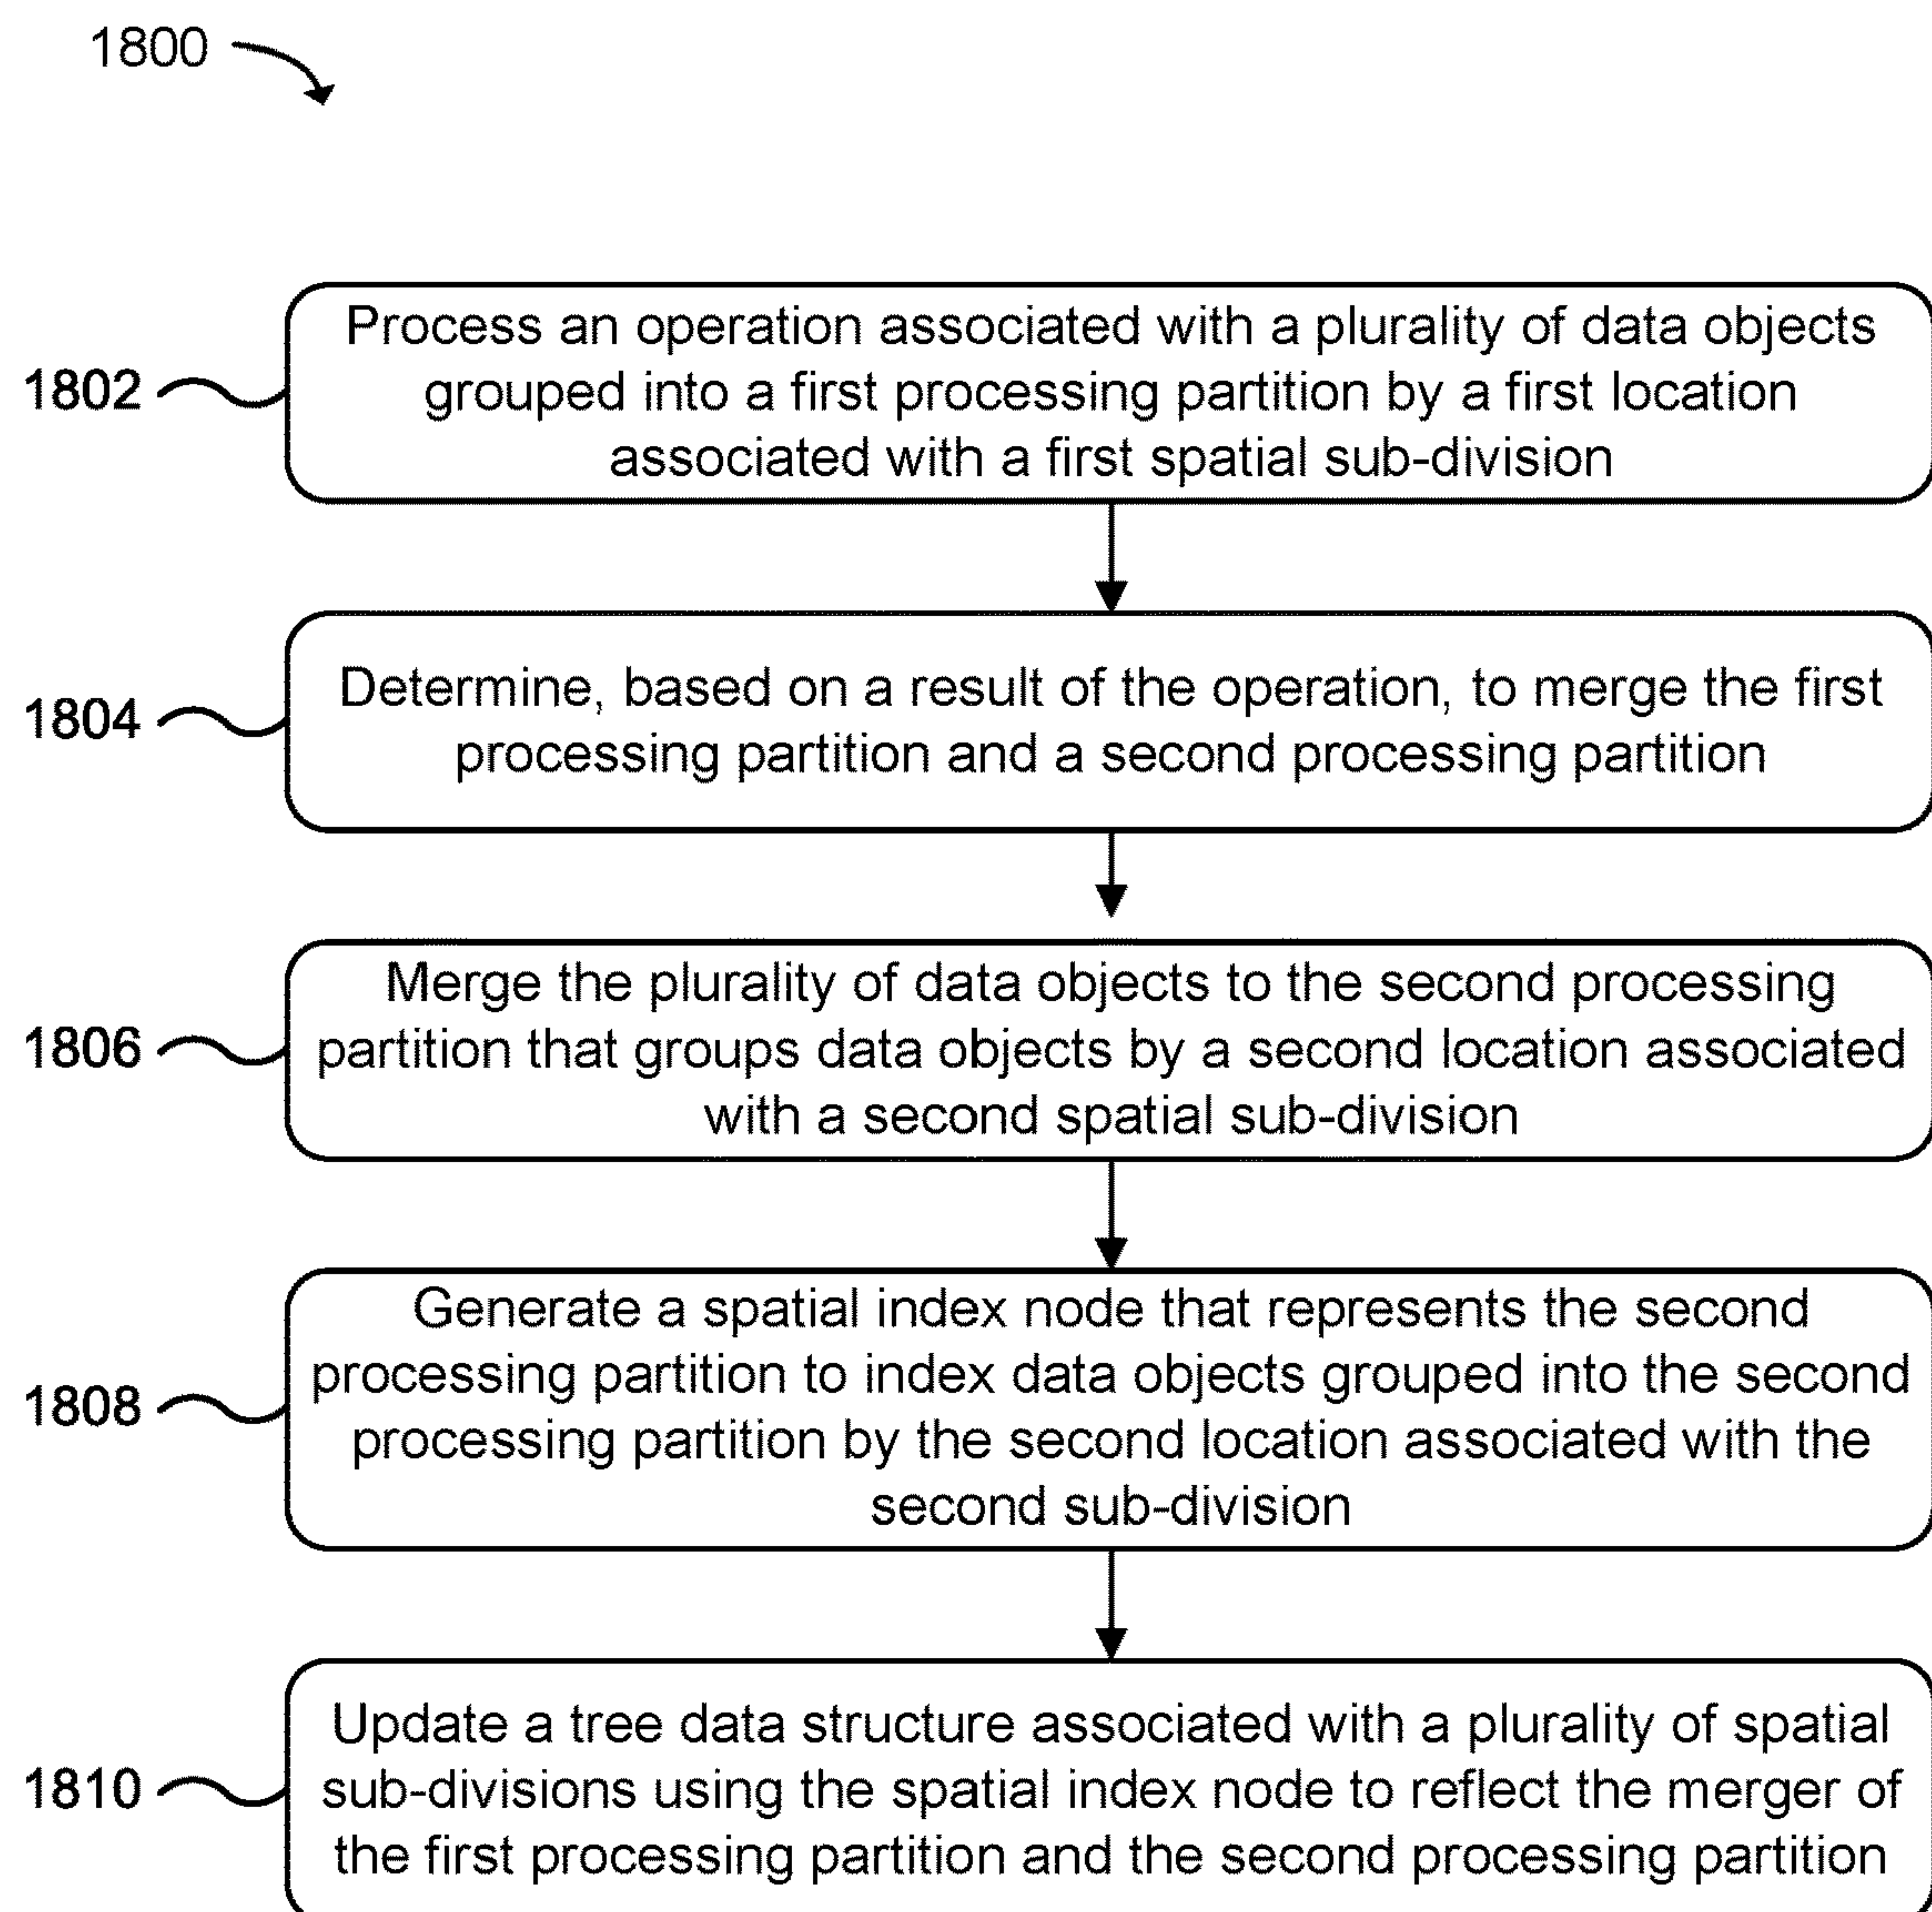 1800
1802
Process an operation associated with a plurality of data objects
grouped into a first processing partition by a first location
associated with a first spatial sub-division
1804
Determine, based on a result of the operation, to merge the first
processing partition and a second processing partition
1806
Merge the plurality of data objects to the second processing
partition that groups data objects by a second location associated
with a second spatial sub-division
1808
Generate a spatial index node that represents the second
processing partition to index data objects grouped into the second
processing partition by the second location associated with the
second sub-division
1810
Update a tree data structure associated with a plurality of spatial
sub-divisions using the spatial index node to reflect the merger of
the first processing partition and the second processing partition